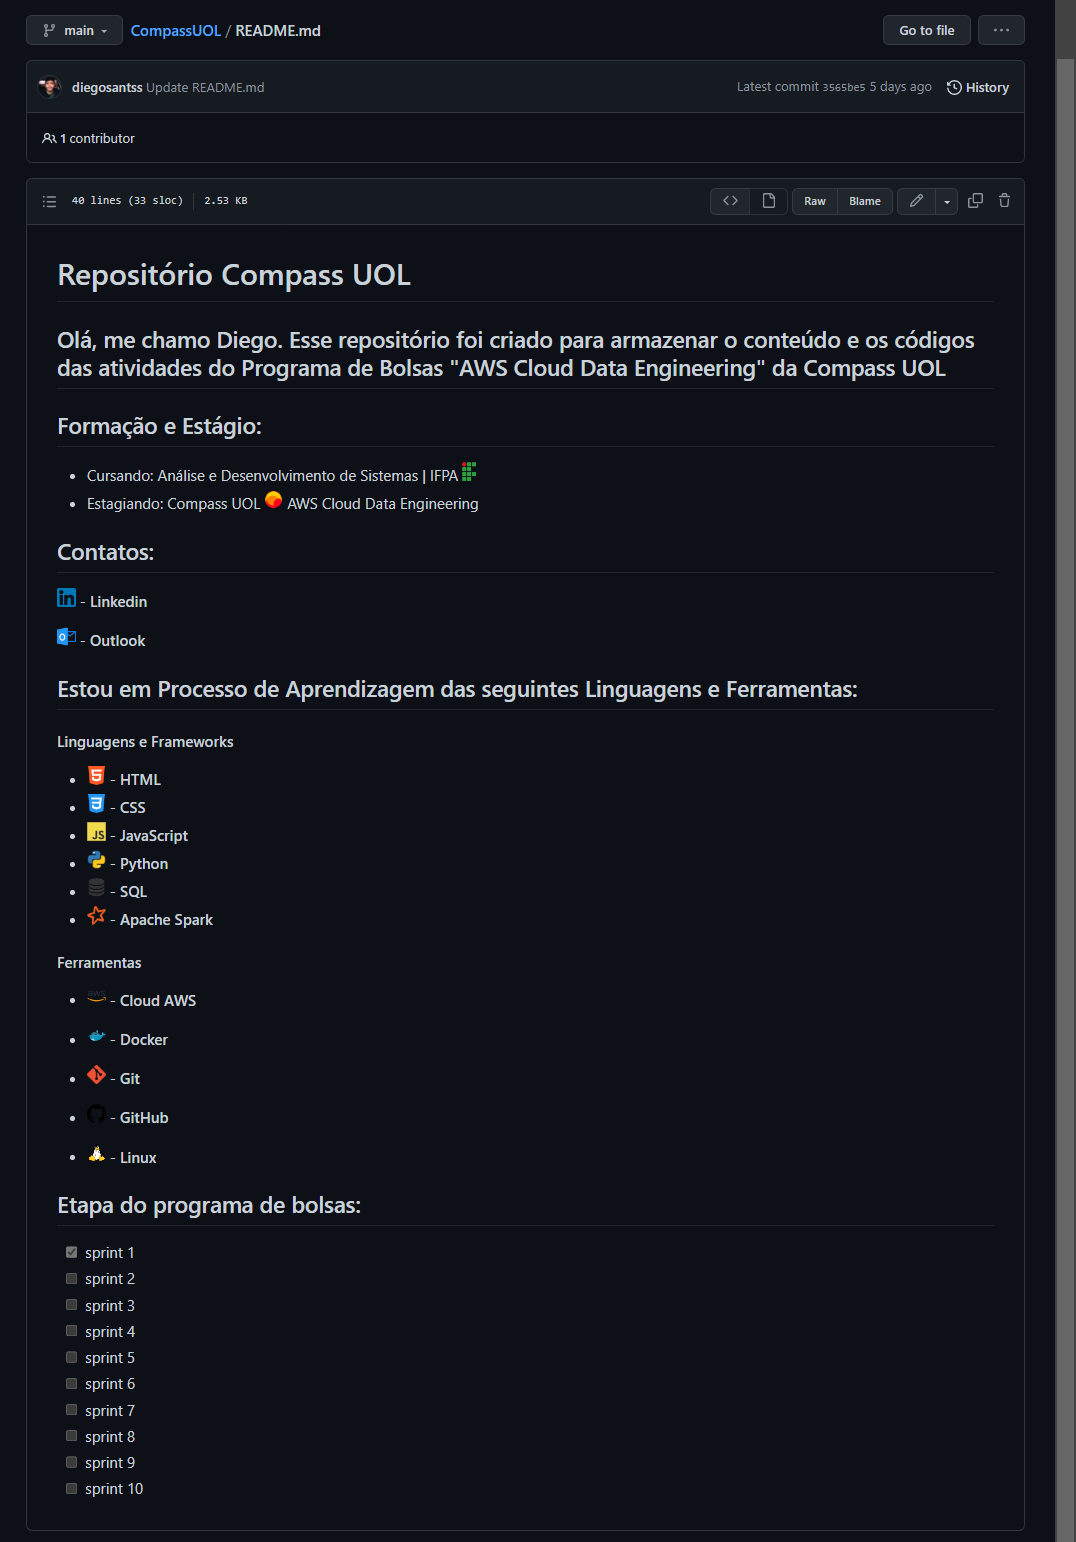 main
CompassUOL / README.md
Go to file
...
diegosantss Update README.md
Latest commit 3565be5 5 days ago
History
1 contributor
40 lines (33 sloc)
2.53 KB
Raw
Blame
Repositório Compass UOL
Olá, me chamo Diego. Esse repositório foi criado para armazenar o conteúdo e os códigos
das atividades do Programa de Bolsas "AWS Cloud Data Engineering" da Compass UOL
Formação e Estágio:
Cursando: Análise e Desenvolvimento de Sistemas | IFPA
Estagiando: Compass UOL AWS Cloud Data Engineering
Contatos:
in - Linkedin
- Outlook
Estou em Processo de Aprendizagem das seguintes Linguagens e Ferramentas:
Linguagens e Frameworks
5 - HTML
3 - CSS
JS - JavaScript
- Python
- SQL
- Apache Spark
Ferramentas
aws - Cloud AWS
- Docker
- Git
- GitHub
- Linux
Etapa do programa de bolsas:
sprint 1
sprint 2
sprint 3
sprint 4
sprint 5
sprint 6
sprint 7
sprint 8
sprint 9
sprint 10